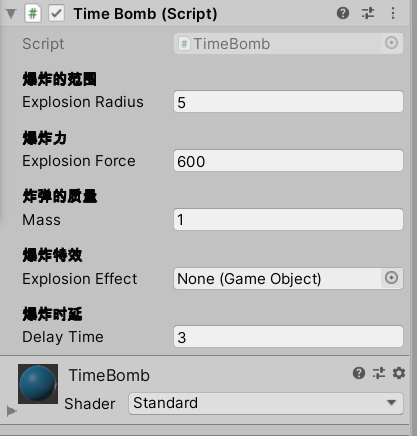 Time Bomb (Script)
Script TimeBomb
爆炸的范围
Explosion Radius 5
爆炸力
Explosion Force 600
炸弹的质量
Mass 1
爆炸特效
Explosion Effect None (Game Object)
爆炸时延
Delay Time 3
TimeBomb
Shader Standard